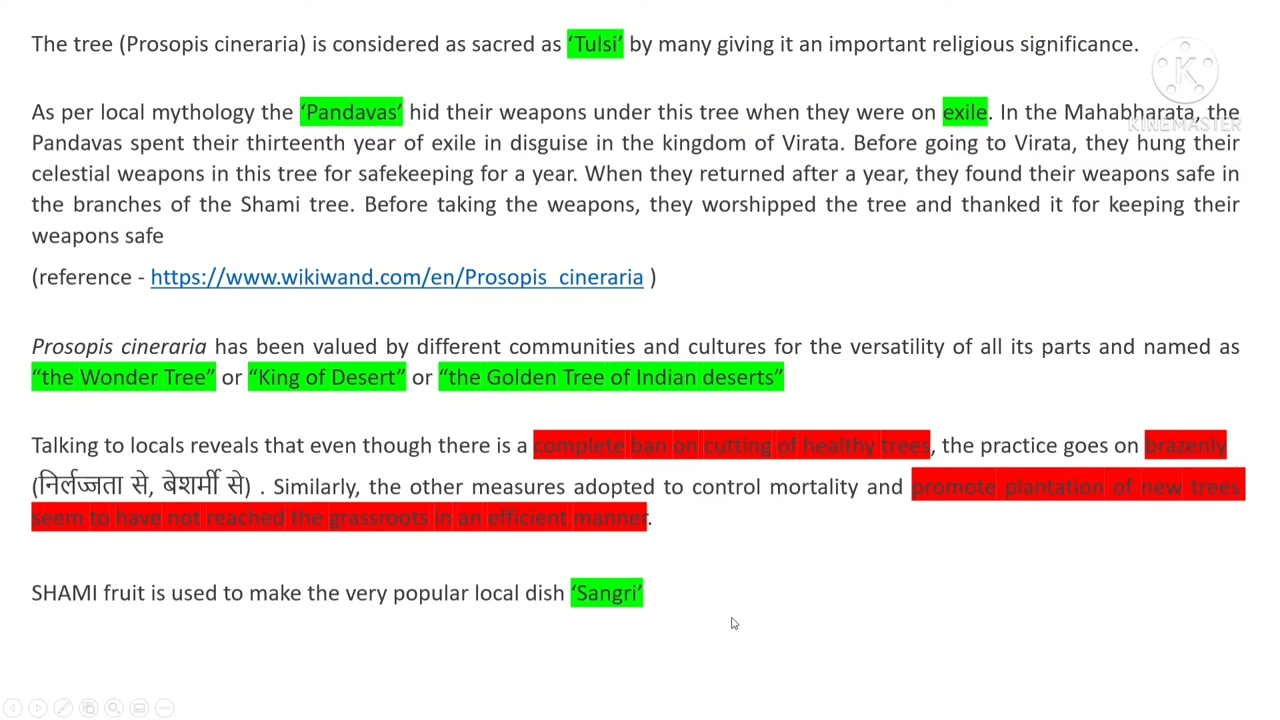 The tree (Prosopis cineraria) is considered as sacred as ‘Tulsi’ by many giving it an important religious significance.
As per local mythology the ‘Pandavas’ hid their weapons under this tree when they were on exile. In the Mahabharata, the
Pandavas spent their thirteenth year of exile in disguise in the kingdom of Virata. Before going to Virata, they hung their
celestial weapons in this tree for safekeeping for a year. When they returned after a year, they found their weapons safe in
the branches of the Shami tree. Before taking the weapons, they worshipped the tree and thanked it for keeping their
weapons safe
(reference - https://www.wikiwand.com/en/Prosopis_cineraria )
Prosopis cineraria has been valued by different communities and cultures for the versatility of all its parts and named as
“the Wonder Tree” or “King of Desert” or “the Golden Tree of Indian deserts”
Talking to locals reveals that even though there is a complete ban on cutting of healthy trees, the practice goes on brazenly
(निर्लज्जता से, बेशर्मी से) . Similarly, the other measures adopted to control mortality and promote plantation of new trees
seem to have not reached the grassroots in an efficient manner.
SHAMI fruit is used to make the very popular local dish ‘Sangri’
K
KINEMASTER